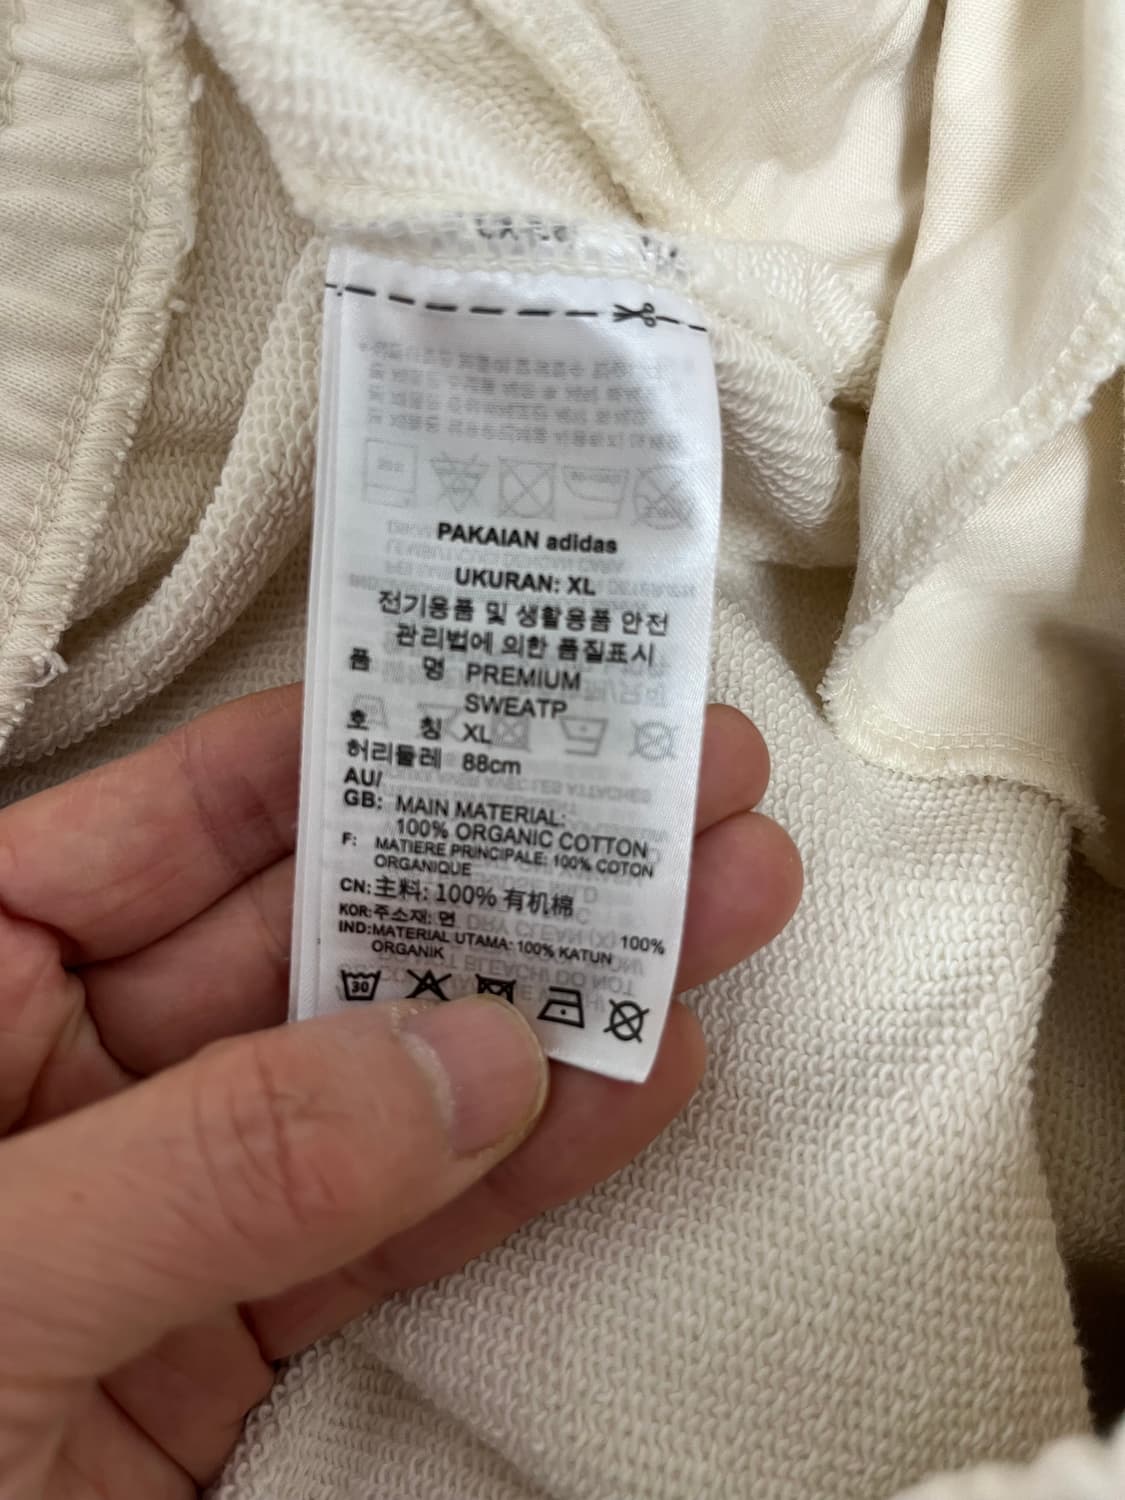 PAKAIAN adidas
UKURAN: XL
전기용품 및 생활용품 안전
관리법에 의한 품질표시
품 명 PREMIUM
SWEATP
호 칭 XL
허리둘레 88cm
AU/
GB: MAIN MATERIAL:
100% ORGANIC COTTON
F: MATIERE PRINCIPALE: 100% COTON
ORGANIQUE
CN: 主料: 100% 有机棉
KOR: 주소재: 면 100%
IND: MATERIAL UTAMA: 100% KATUN
ORGANIK
30